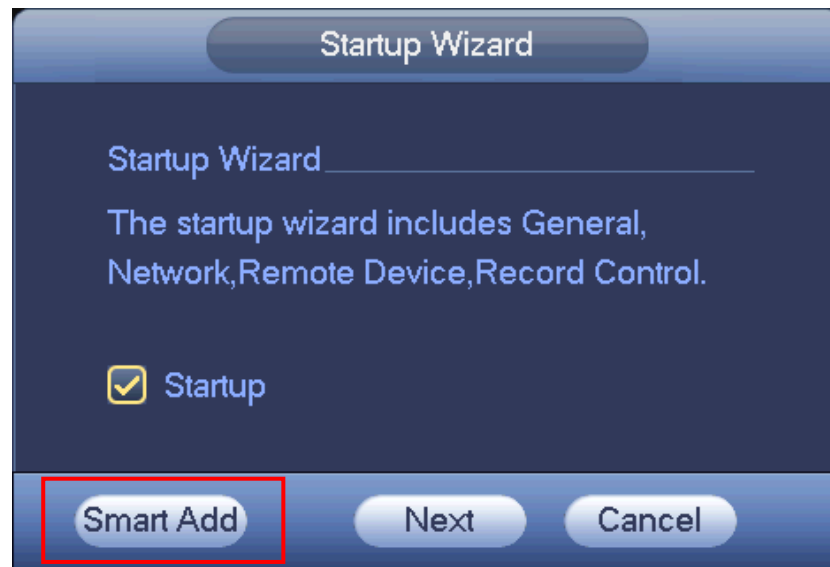 Startup Wizard
Startup Wizard
The startup wizard includes General,
Network,Remote Device,Record Control.
Startup
Smart Add Next Cancel